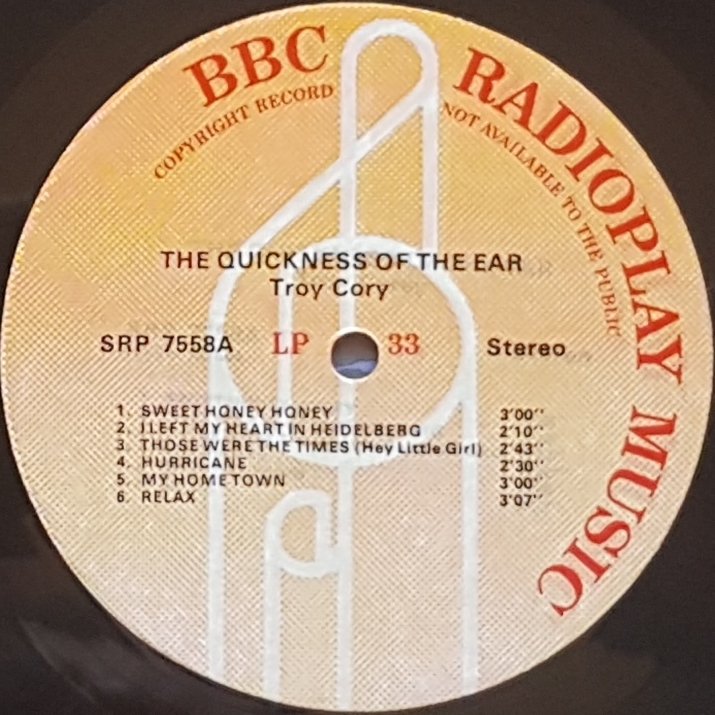 BBC RADIOPLAY MUSIC
COPYRIGHT RECORD NOT AVAILABLE TO THE PUBLIC
THE QUICKNESS OF THE EAR
Troy Cory
SRP 7558A LP 33 Stereo
1. SWEET HONEY HONEY 3'00''
2. I LEFT MY HEART IN HEIDELBERG 2'10''
3. THOSE WERE THE TIMES (Hey Little Girl) 2'43''
4. HURRICANE 2'30''
5. MY HOME TOWN 3'00''
6. RELAX 3'07''